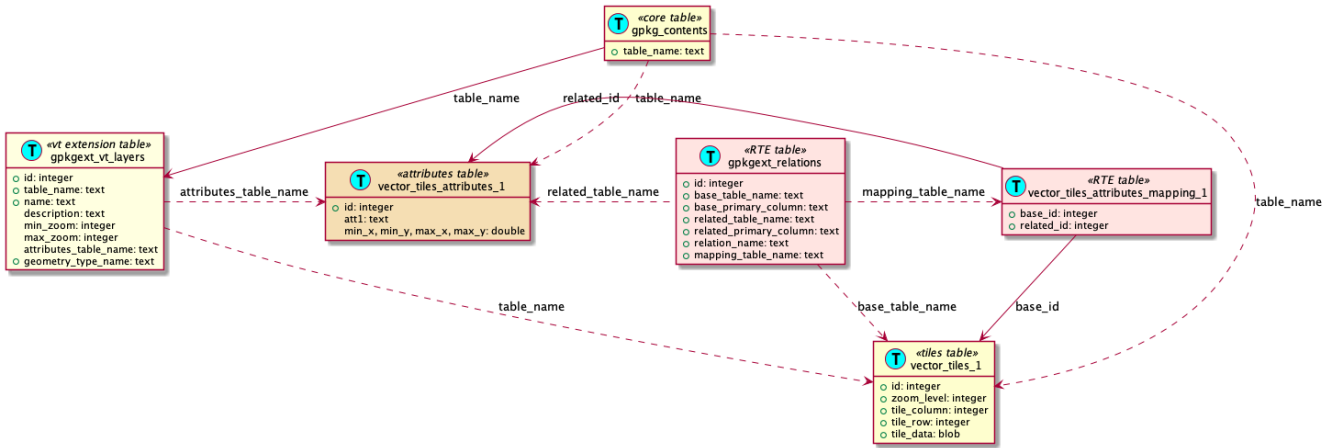 T «core table»
gpkg_contents
table_name: text
table_name
related_id
table_name
T «vt extension table»
gpkgext_vt_layers
id: integer
table_name: text
name: text
description: text
min_zoom: integer
max_zoom: integer
attributes_table_name: text
geometry_type_name: text
attributes_table_name
T «attributes table»
vector_tiles_attributes_1
id: integer
att1: text
min_x, min_y, max_x, max_y: double
related_table_name
T «RTE table»
gpkgext_relations
id: integer
base_table_name: text
base_primary_column: text
related_table_name: text
related_primary_column: text
relation_name: text
mapping_table_name: text
mapping_table_name
T «RTE table»
vector_tiles_attributes_mapping_1
base_id: integer
related_id: integer
table_name
table_name
base_table_name
base_id
T «tiles table»
vector_tiles_1
id: integer
zoom_level: integer
tile_column: integer
tile_row: integer
tile_data: blob